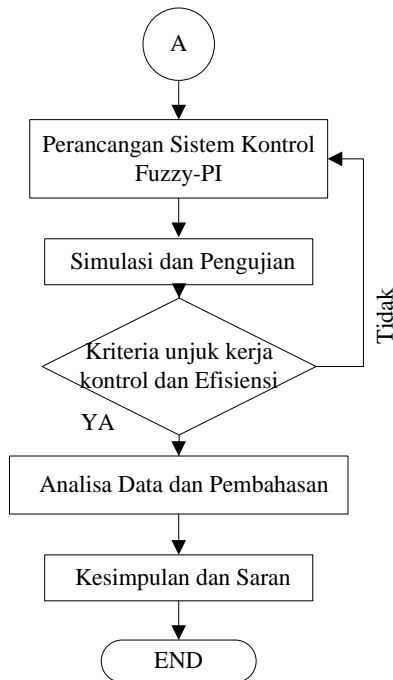 A
Perancangan Sistem Kontrol
Fuzzy-PI
Simulasi dan Pengujian
Kriteria unjuk kerja
kontrol dan Efisiensi
Tidak
YA
Analisa Data dan Pembahasan
Kesimpulan dan Saran
END